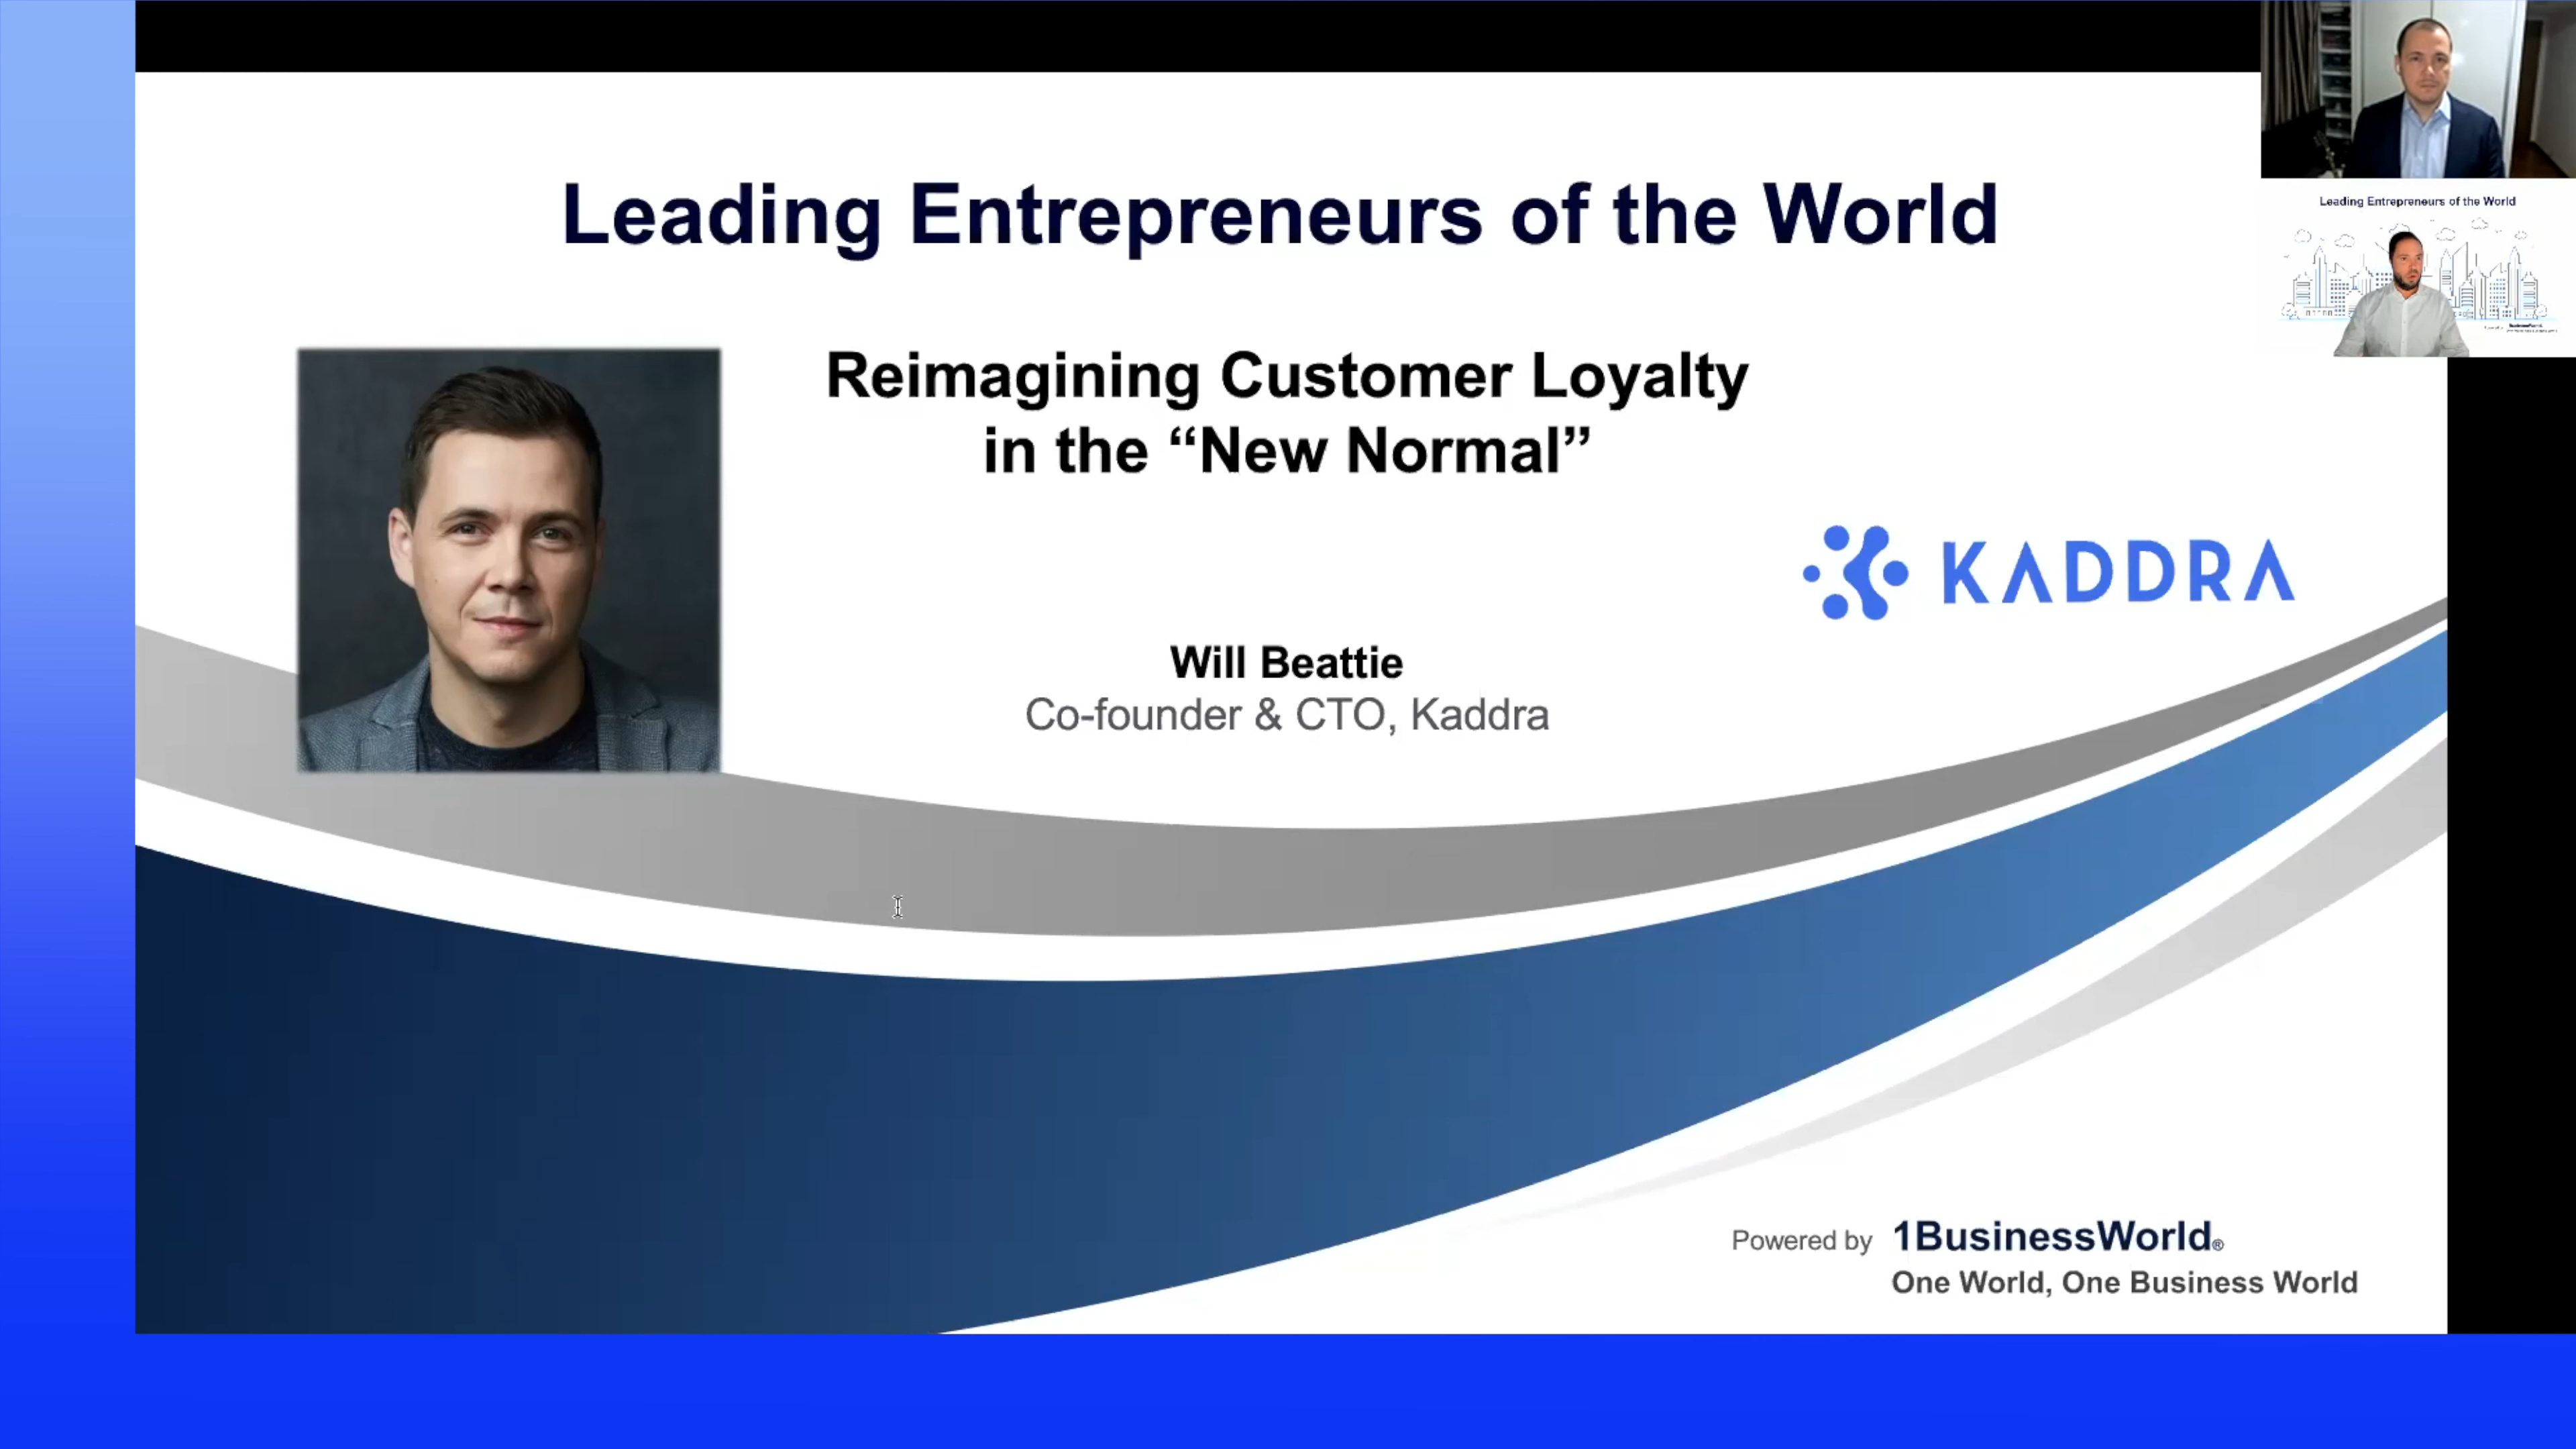 Leading Entrepreneurs of the World
Leading Entrepreneurs of the World
Reimagining Customer Loyalty
in the “New Normal”
KADDRA
Will Beattie
Co-founder & CTO, Kaddra
Powered by 1BusinessWorld®
One World, One Business World